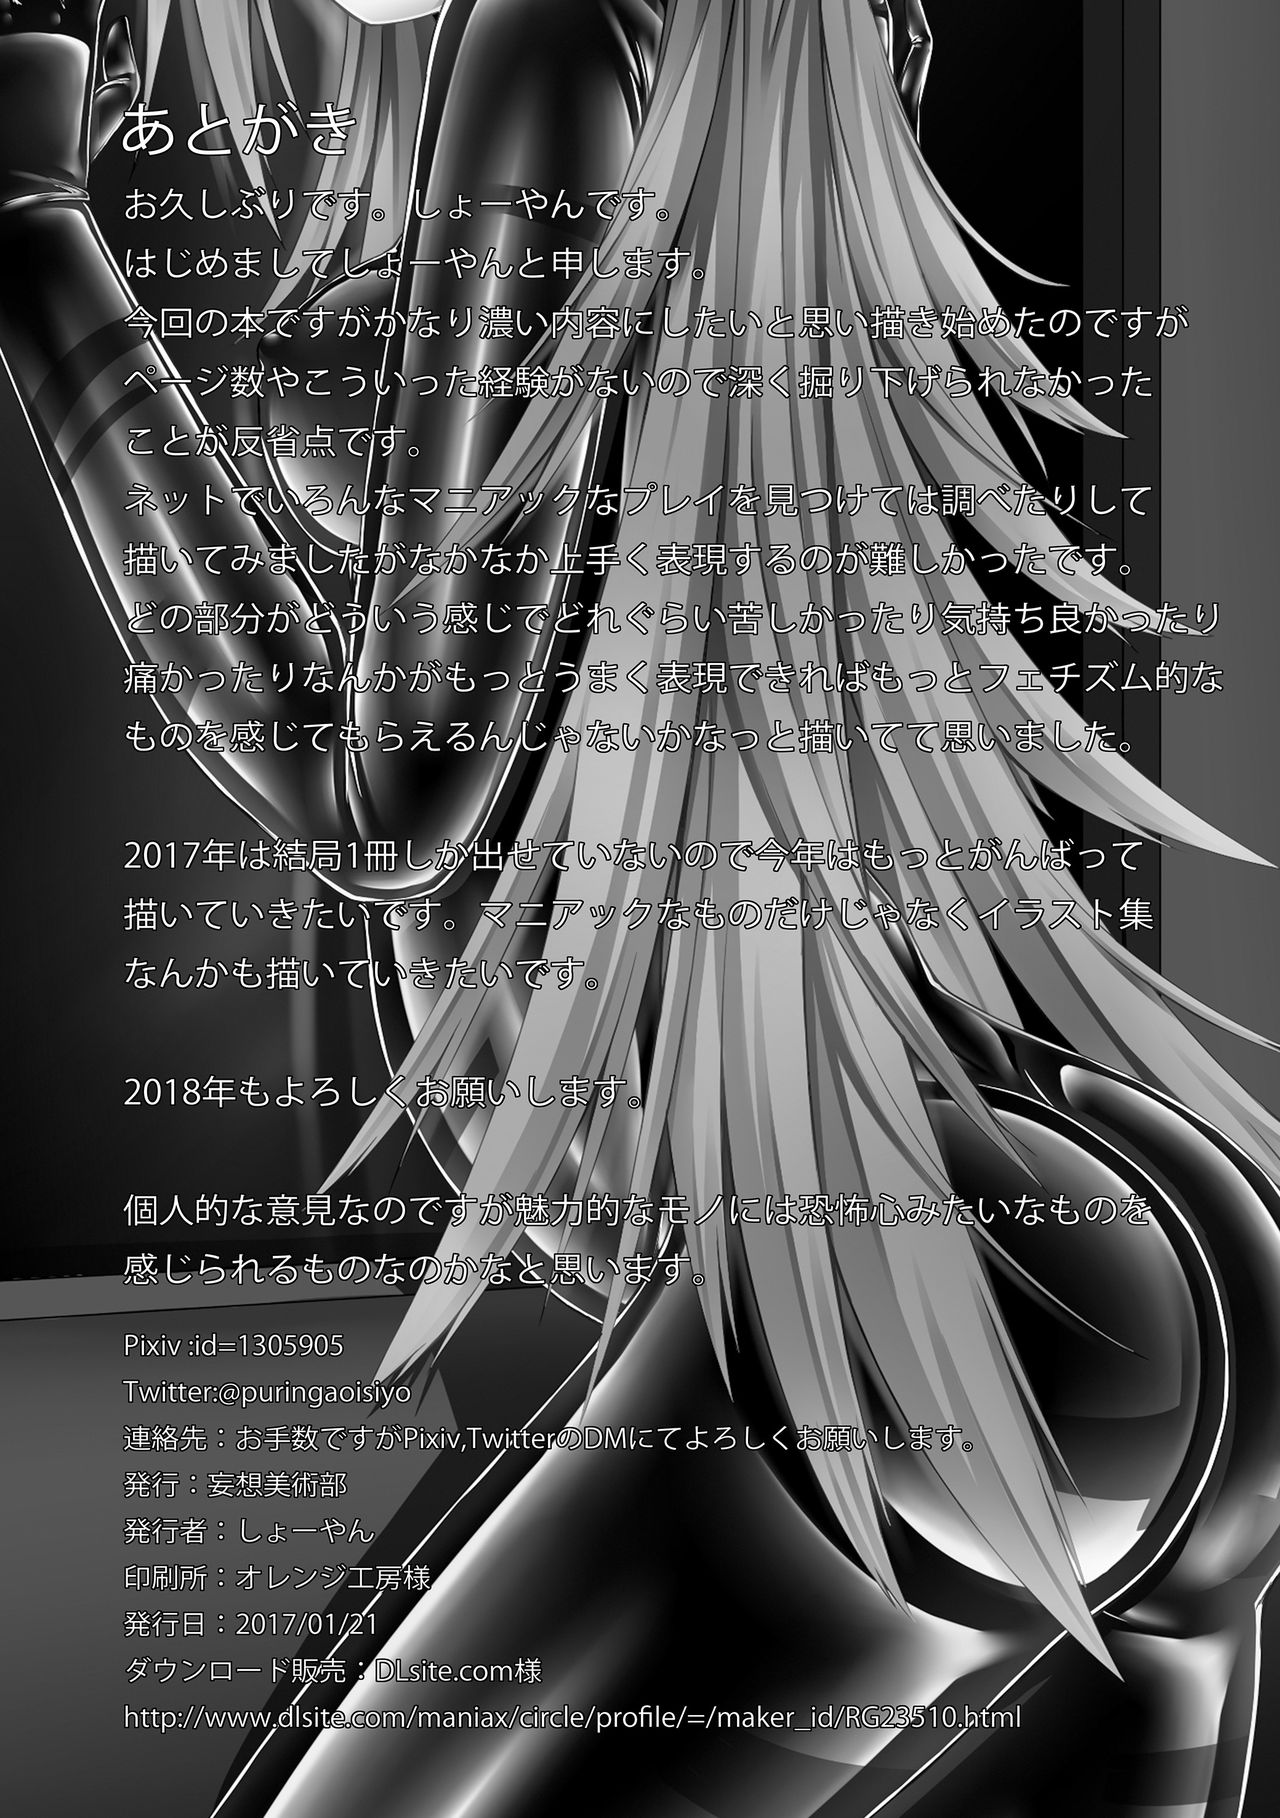 あとがき
お久しぶりです。しょーやんです。
はじめましてしょーやんと申します。
今回の本ですがかなり濃い内容にしたいと思い描き始めたのですが
ページ数やこういった経験がないので深く掘り下げられなかった
ことが反省点です。
ネットでいろんなマニアックなプレイを見つけては調べたりして
描いてみましたがなかなか上手く表現するのが難しかったです。
どの部分がどういう感じでどれぐらい苦しかったり気持ち良かったり
痛かったりなんかがもっとうまく表現できればもっとフェチズム的な
ものを感じてもらえるんじゃないかなっと描いてて思いました。
2017年は結局1冊しか出せていないので今年はもっとがんばって
描いていきたいです。マニアックなものだけじゃなくイラスト集
なんかも描いていきたいです。
2018年もよろしくお願いします。
個人的な意見なのですが魅力的なモノには恐怖心みたいなものを
感じられるものなのかなと思います。
Pixiv :id=1305905
Twitter:@puringaoisiyo
連絡先：お手数ですがPixiv,TwitterのDMにてよろしくお願いします。
発行：妄想美術部
発行者：しょーやん
印刷所：オレンジ工房様
発行日：2017/01/21
ダウンロード販売：DLsite.com様
http://www.dlsite.com/maniax/circle/profile/=/maker_id/RG23510.html